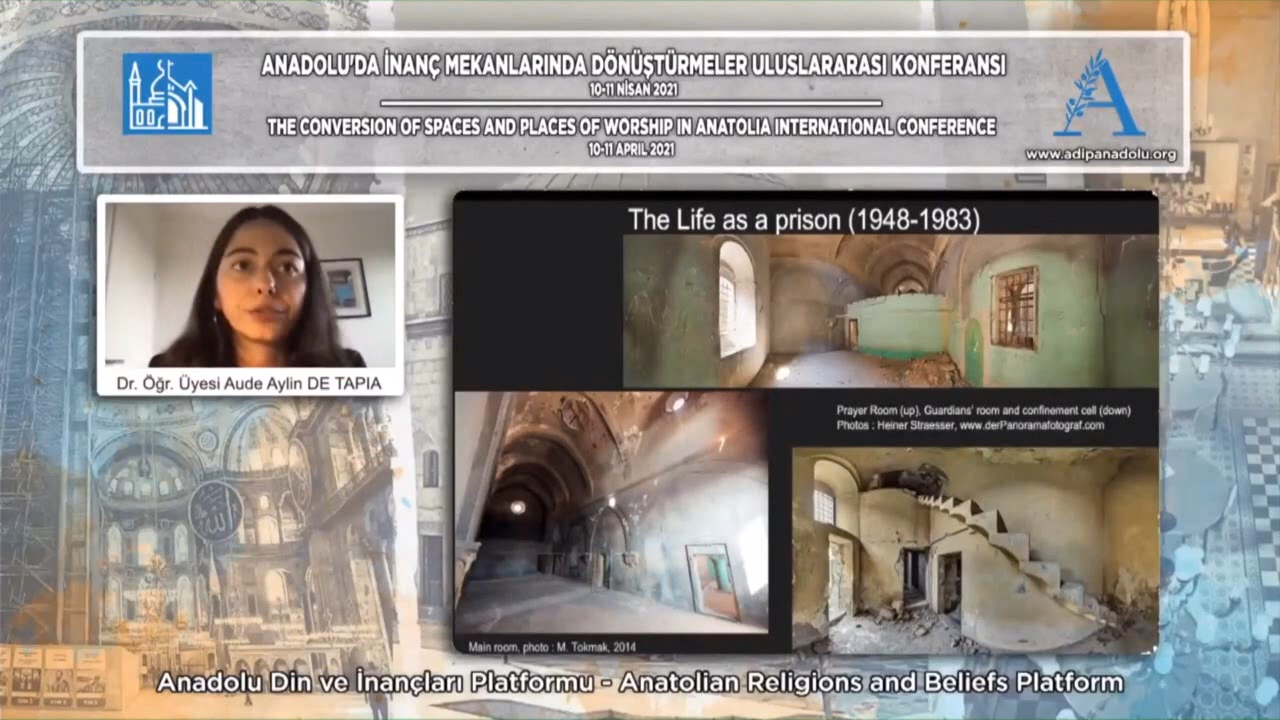 ANADOLU'DA İNANÇ MEKANLARINDA DÖNÜŞTÜRMELER ULUSLARARASI KONFERANSI
10-11 NİSAN 2021
THE CONVERSION OF SPACES AND PLACES OF WORSHIP IN ANATOLIA INTERNATIONAL CONFERENCE
10-11 APRIL 2021
www.adipanadolu.org
Dr. Öğr. Üyesi Aude Aylin DE TAPIA
The Life as a prison (1948-1983)
Prayer Room (up), Guardians' room and confinement cell (down)
Photos : Heiner Straesser, www.derPanoramafotograf.com
Main room, photo : M. Tokmak, 2014
Anadolu Din ve İnançları Platformu - Anatolian Religions and Beliefs Platform